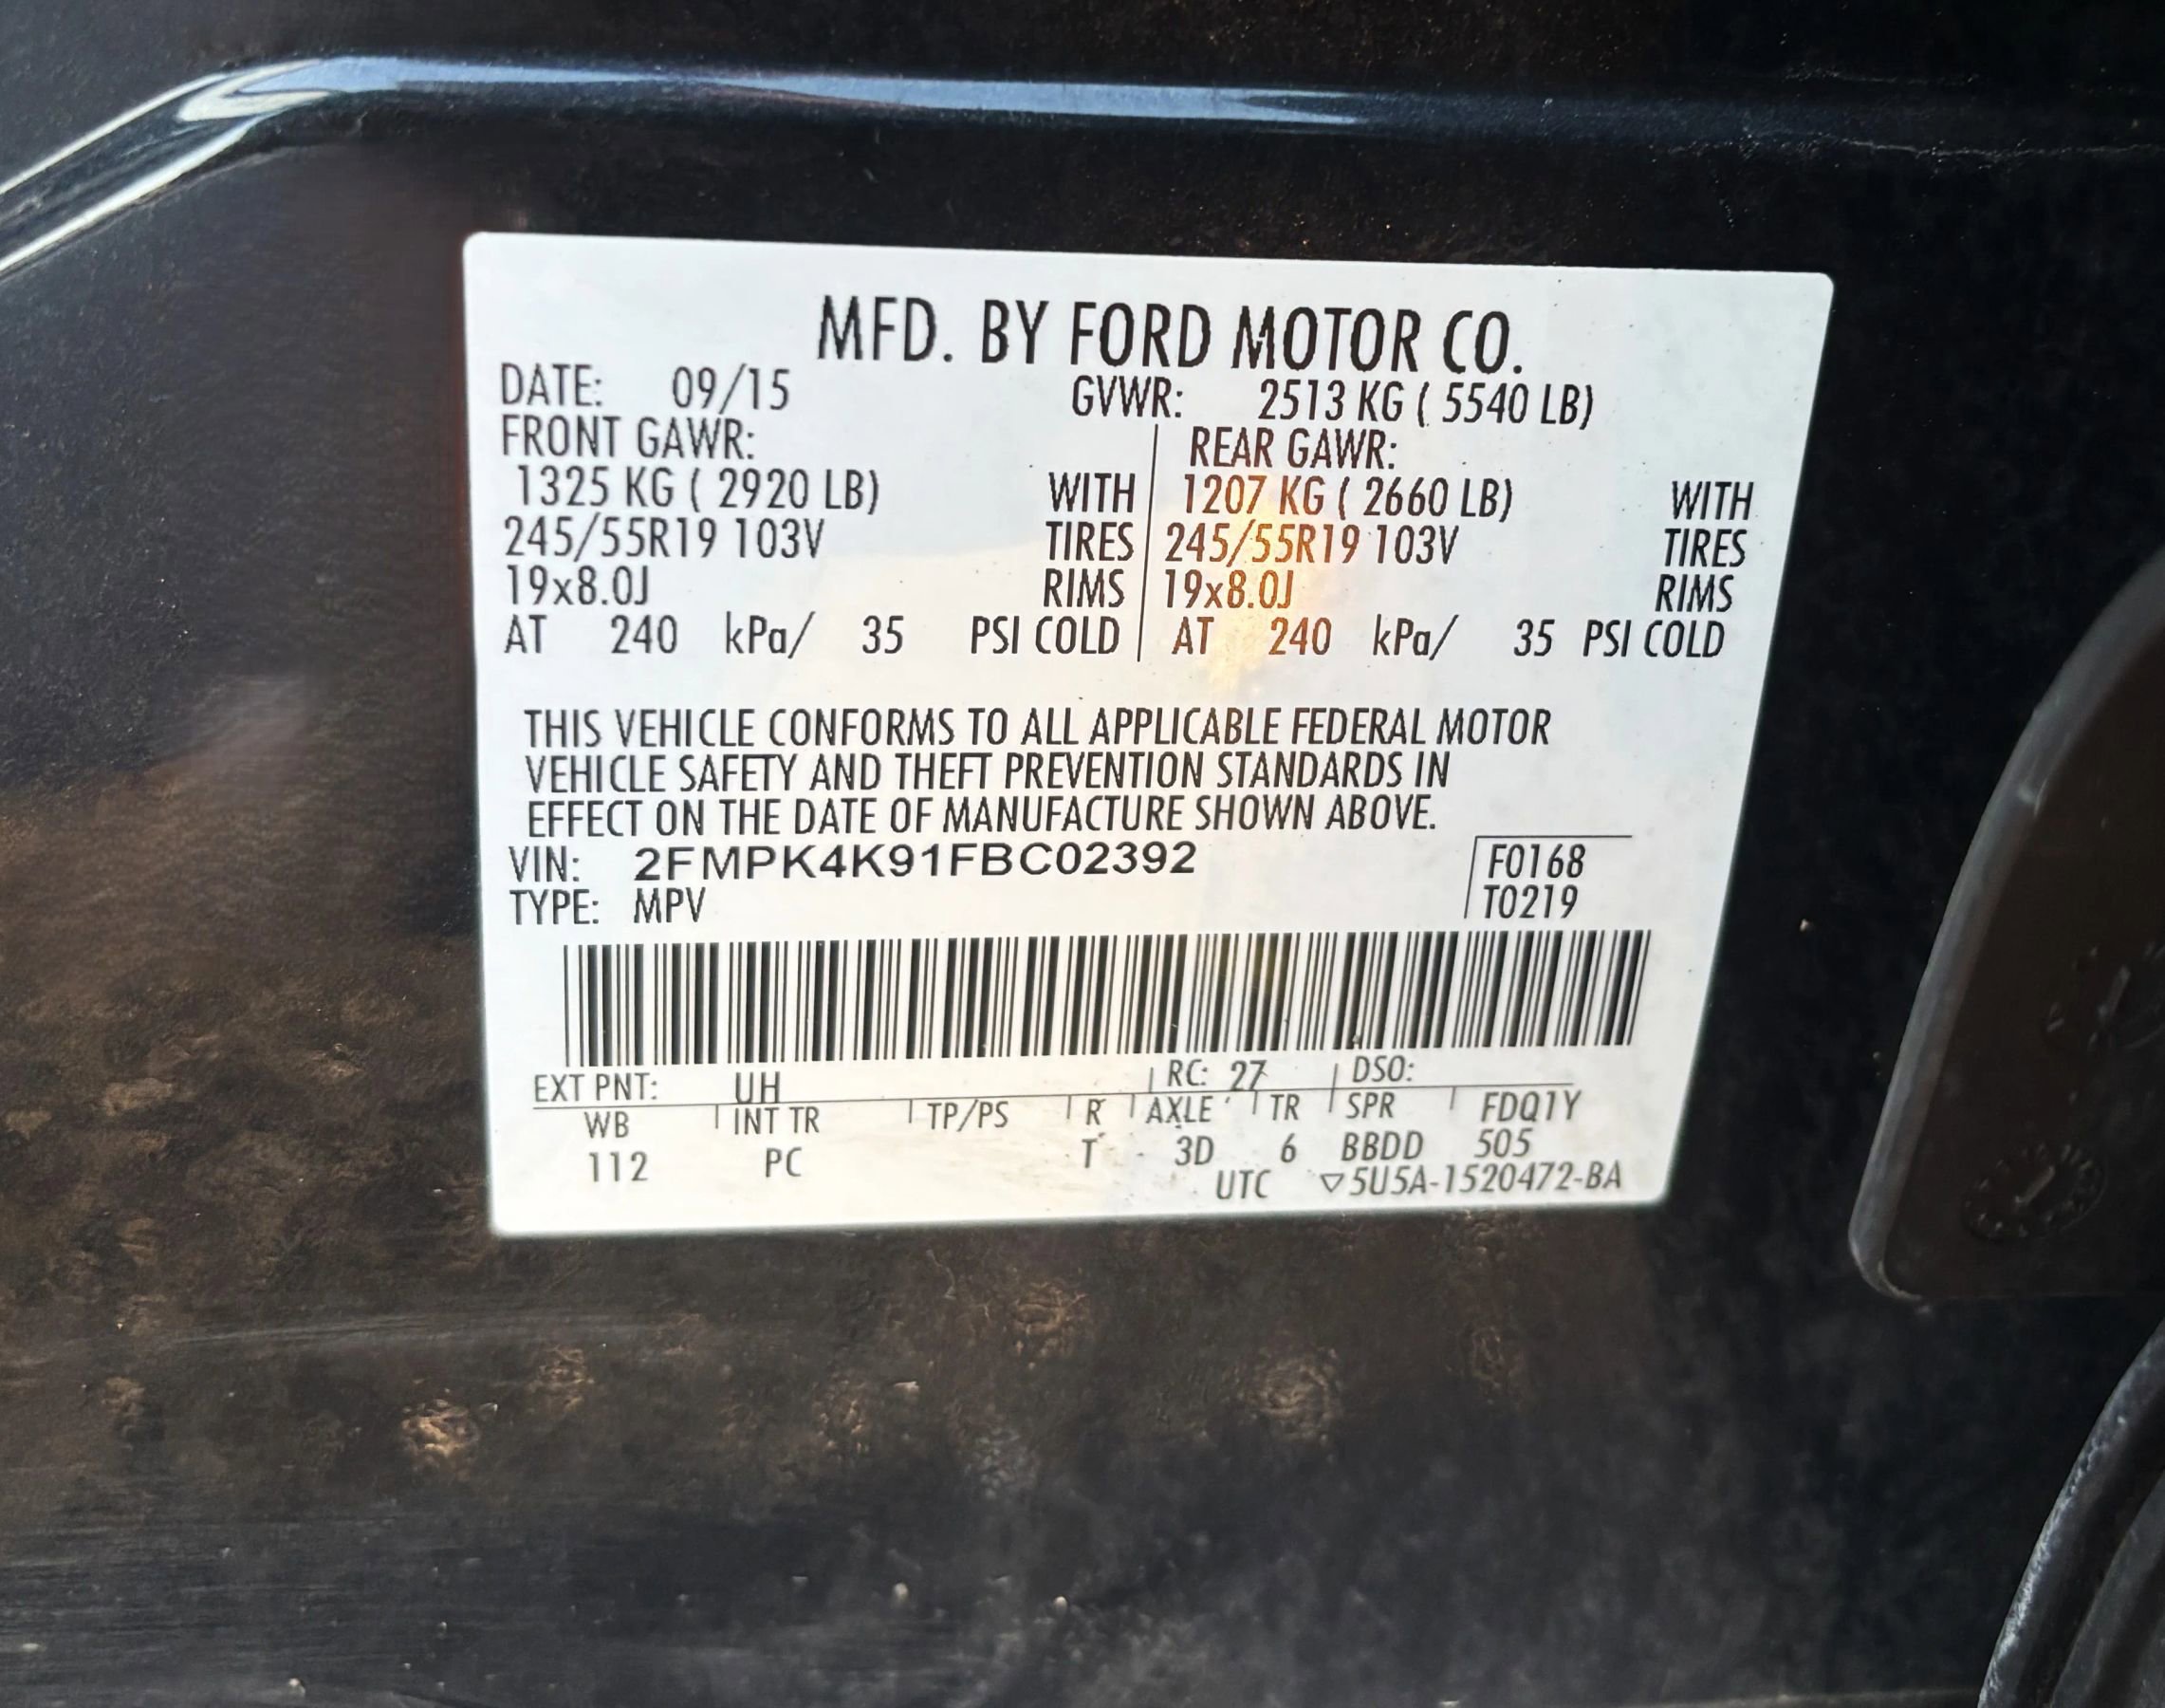 MFD. BY FORD MOTOR CO.
DATE: 09/15 GVWR: 2513 KG ( 5540 LB)
FRONT GAWR: REAR GAWR:
1325 KG ( 2920 LB) WITH 1207 KG ( 2660 LB) WITH
245/55R19 103V TIRES 245/55R19 103V TIRES
19x8.0J RIMS 19x8.0J RIMS
AT 240 kPa/ 35 PSI COLD AT 240 kPa/ 35 PSI COLD
THIS VEHICLE CONFORMS TO ALL APPLICABLE FEDERAL MOTOR
VEHICLE SAFETY AND THEFT PREVENTION STANDARDS IN
EFFECT ON THE DATE OF MANUFACTURE SHOWN ABOVE.
VIN: 2FMPK4K91FBC02392 F0168
TYPE: MPV T0219
EXT PNT: UH RC: 27 DSO:
WB INT TR TP/PS R AXLE TR SPR FDQ1Y
112 PC T 3D 6 BBDD 505
UTC ▽5U5A-1520472-BA